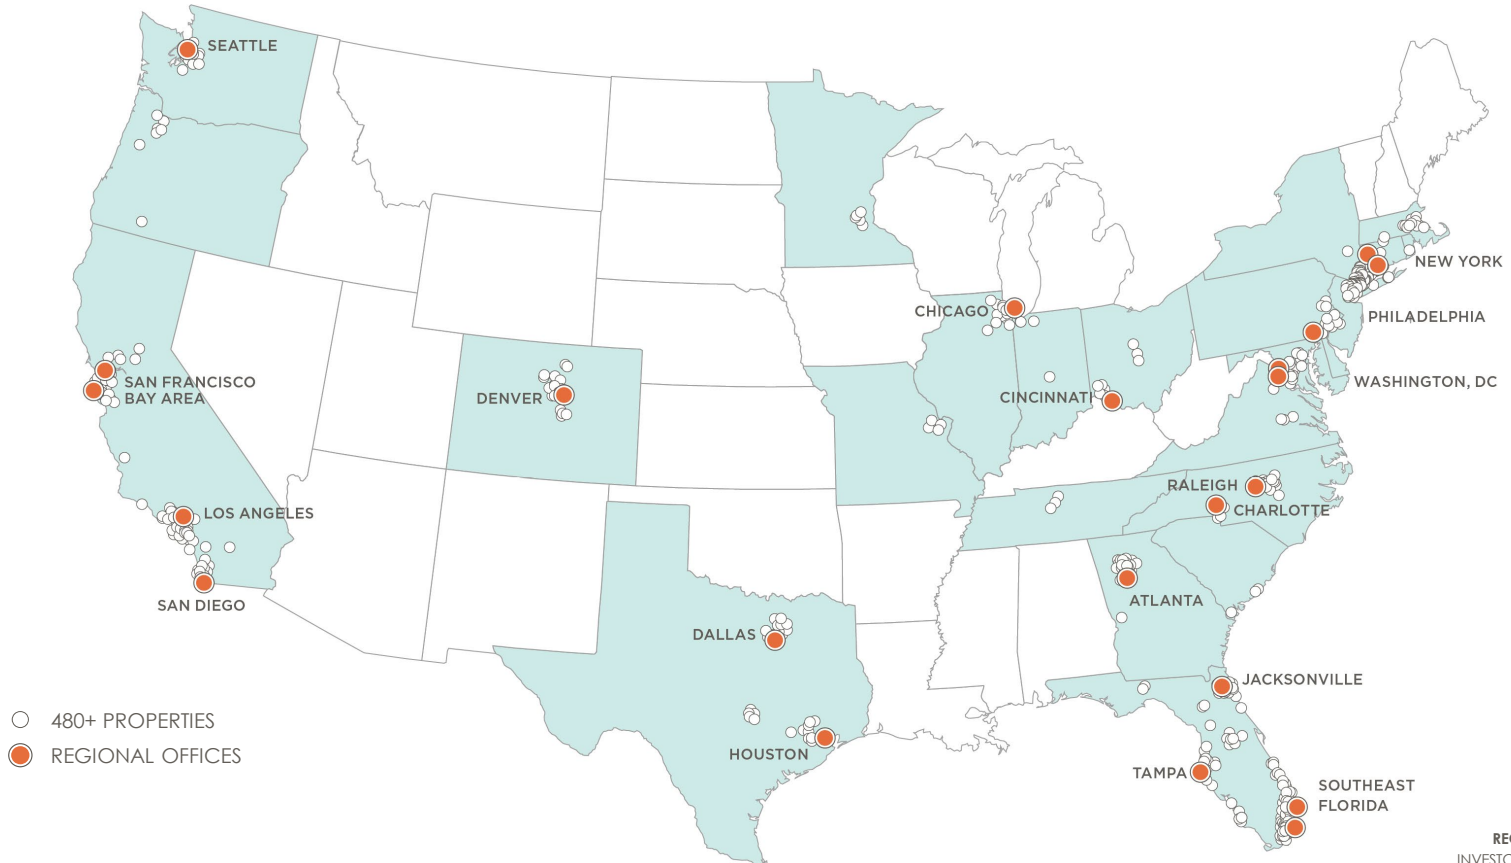 SEATTLE
NEW YORK
CHICAGO
PHILADELPHIA
SAN FRANCISCO
BAY AREA
WASHINGTON, DC
DENVER
CINCINNATI
RALEIGH
CHARLOTTE
LOS ANGELES
ATLANTA
SAN DIEGO
DALLAS
JACKSONVILLE
480+ PROPERTIES
REGIONAL OFFICES
HOUSTON
TAMPA
SOUTHEAST
FLORIDA